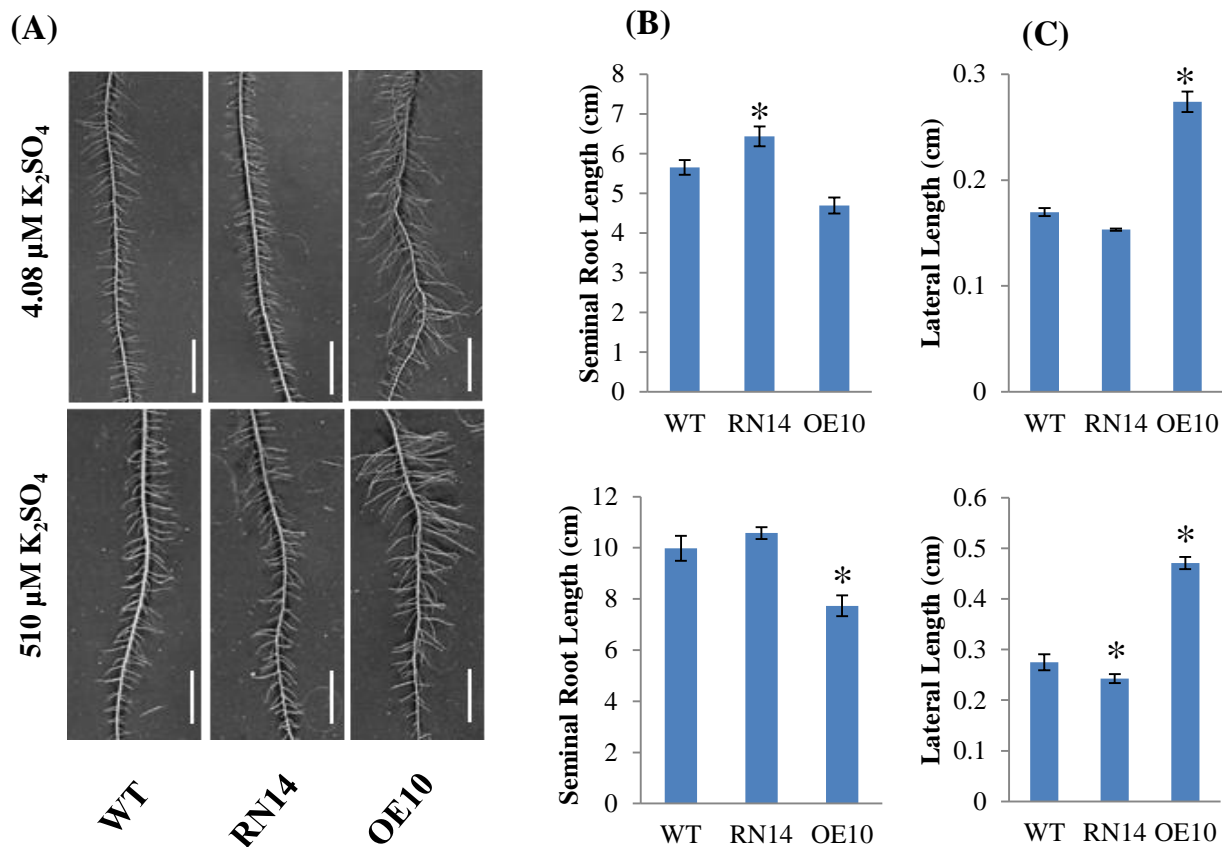 (A)
(B)
(C)
4.08 µM K₂SO₄
510 µM K₂SO₄
WT
RN14
OE10
Seminal Root Length (cm)
8
7
6
5
4
3
2
1
0
*
WT RN14 OE10
Lateral Length (cm)
0.3
0.2
0.1
0
*
WT RN14 OE10
Seminal Root Length (cm)
12
10
8
6
4
2
0
*
WT RN14 OE10
Lateral Length (cm)
0.6
0.5
0.4
0.3
0.2
0.1
0
*
*
WT RN14 OE10